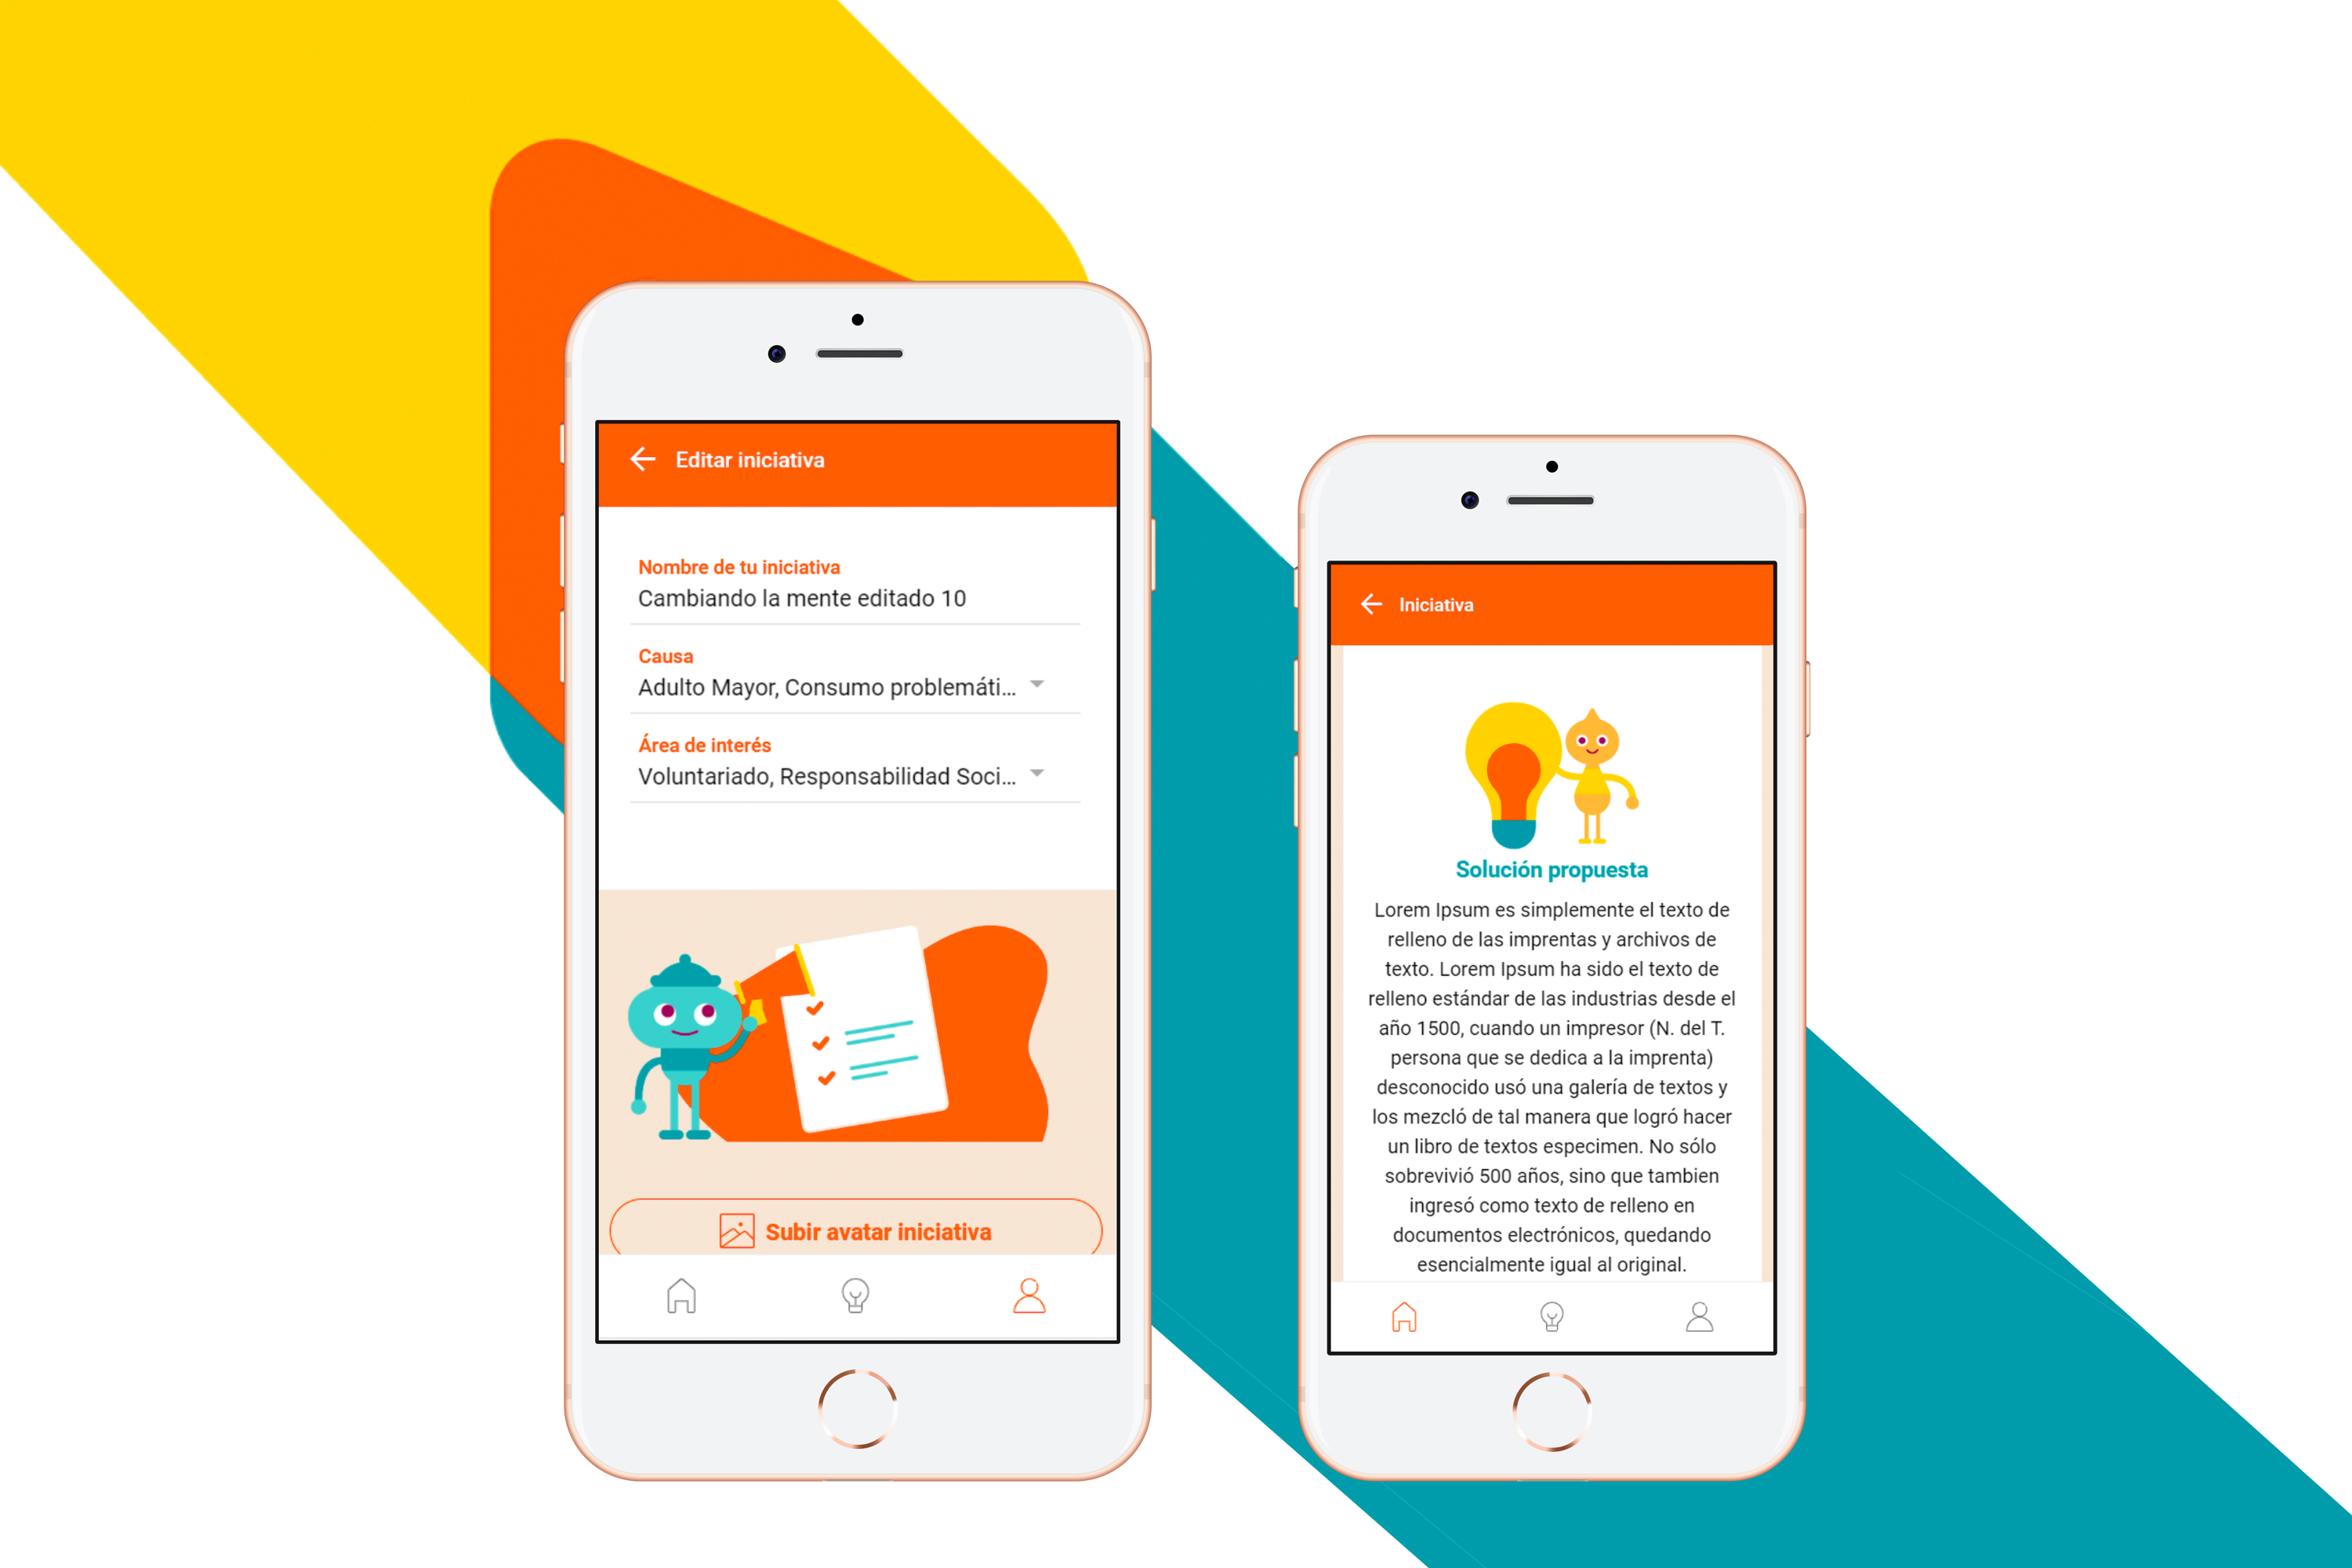 Editar iniciativa
Nombre de tu iniciativa
Cambiando la mente editado 10
Causa
Adulto Mayor, Consumo problemáti...
Área de interés
Voluntariado, Responsabilidad Soci...
Subir avatar iniciativa
Iniciativa
Solución propuesta
Lorem Ipsum es simplemente el texto de
relleno de las imprentas y archivos de
texto. Lorem Ipsum ha sido el texto de
relleno estándar de las industrias desde el
año 1500, cuando un impresor (N. del T.
persona que se dedica a la imprenta)
desconocido usó una galería de textos y
los mezcló de tal manera que logró hacer
un libro de textos especimen. No sólo
sobrevivió 500 años, sino que tambien
ingresó como texto de relleno en
documentos electrónicos, quedando
esencialmente igual al original.